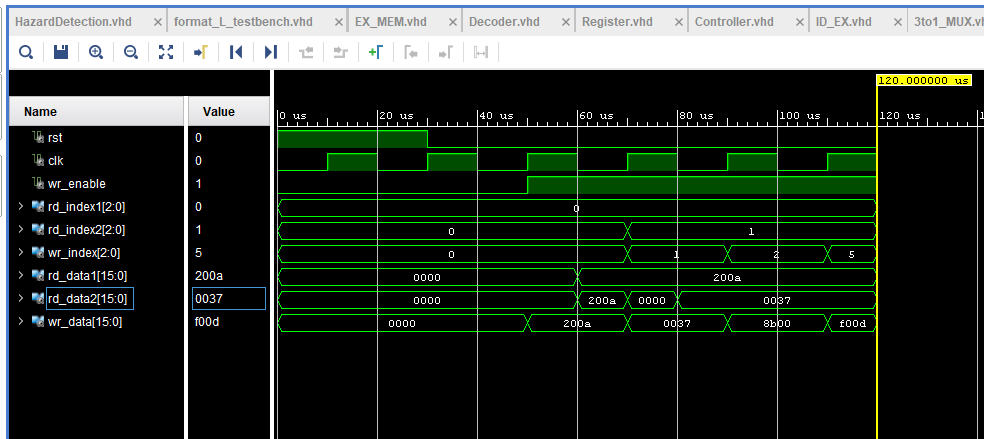 HazardDetection.vhd × format_L_testbench.vhd × EX_MEM.vhd × Decoder.vhd × Register.vhd × Controller.vhd × ID_EX.vhd × 3to1_MUX.vh
120.000000 us
Name Value
0 us 20 us 40 us 60 us 80 us 100 us 120 us
rst 0
clk 0
wr_enable 1
rd_index1[2:0] 0 0
rd_index2[2:0] 1 0 1
wr_index[2:0] 5 0 1 2 5
rd_data1[15:0] 200a 0000 200a
rd_data2[15:0] 0037 0000 200a 0000 0037
wr_data[15:0] f00d 0000 200a 0037 8b00 f00d